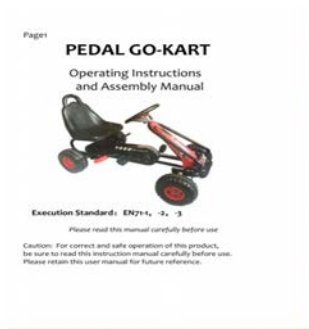 Page1
PEDAL GO-KART
Operating Instructions
and Assembly Manual
Execution Standard: EN71-1, -2, -3
Please read this manual carefully before use
Caution: For correct and safe operation of this product,
be sure to read this instruction manual carefully before use.
Please retain this user manual for future reference.